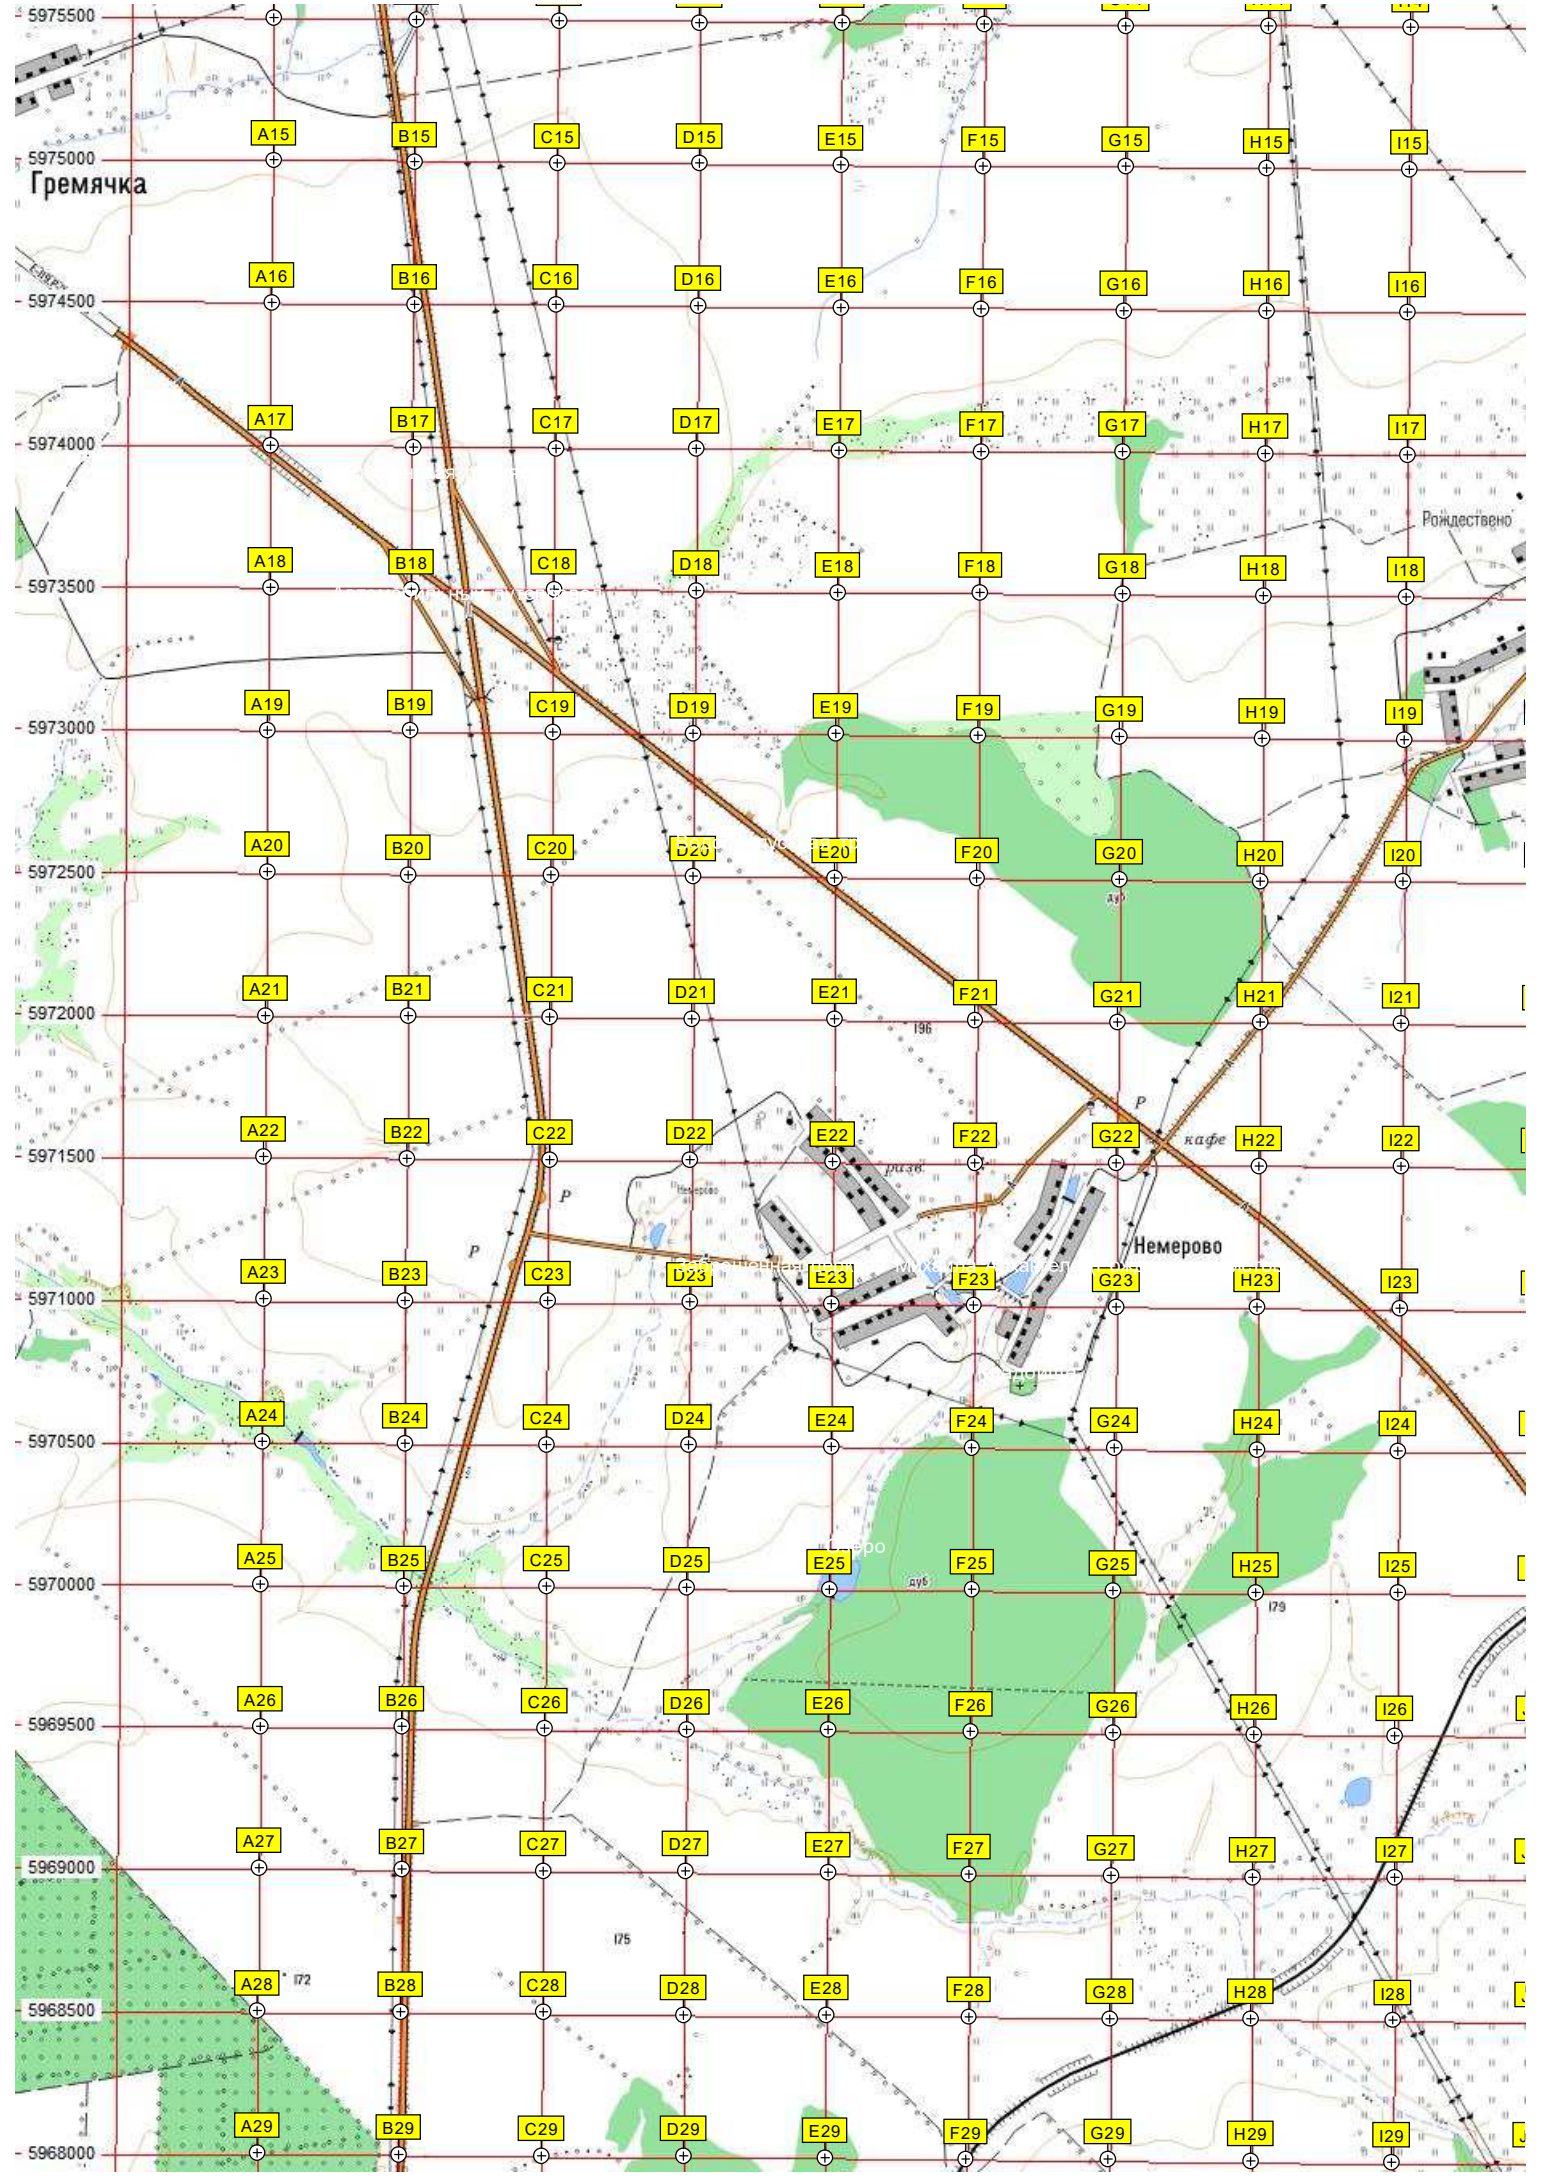 5975500
A15 B15 C15 D15 E15 F15 G15 H15 I15
5975000
Гремячка
A16 B16 C16 D16 E16 F16 G16 H16 I16
5974500
A17 B17 C17 D17 E17 F17 G17 H17 I17
5974000
Рождествено
A18 B18 C18 D18 E18 F18 G18 H18 I18
5973500
A19 B19 C19 D19 E19 F19 G19 H19 I19
5973000
A20 B20 C20 D20 E20 F20 G20 H20 I20
5972500
дуб
A21 B21 C21 D21 E21 F21 G21 H21 I21
5972000
196
P
A22 B22 C22 D22 E22 F22 G22 H22 I22
кафе
5971500
разв.
Немерово
P
P
Немерово
A23 B23 C23 D23 E23 F23 G23 H23 I23
5971000
A24 B24 C24 D24 E24 F24 G24 H24 I24
5970500
Озеро
A25 B25 C25 D25 E25 F25 G25 H25 I25
5970000
дуб
179
A26 B26 C26 D26 E26 F26 G26 H26 I26
5969500
A27 B27 C27 D27 E27 F27 G27 H27 I27
5969000
175
172
A28 B28 C28 D28 E28 F28 G28 H28 I28
5968500
A29 B29 C29 D29 E29 F29 G29 H29 I29
5968000